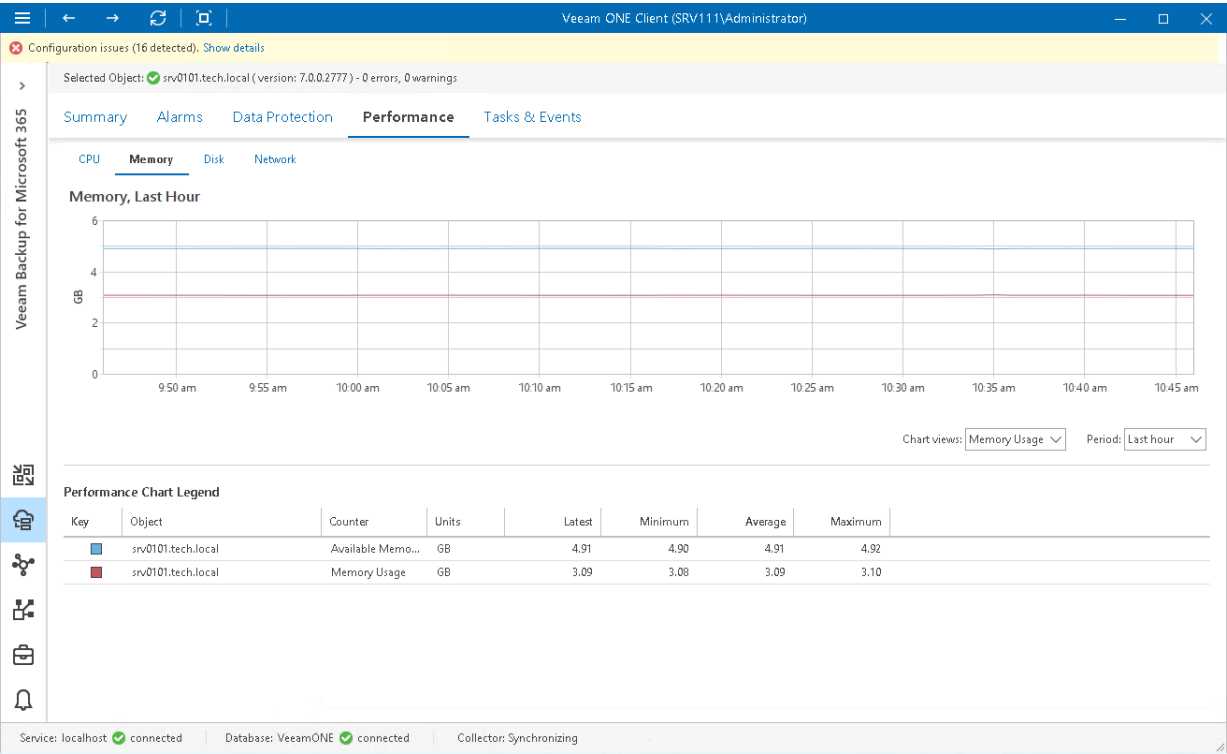 Veeam ONE Client (SRV111\Administrator)
Configuration issues (16 detected). Show details
Selected Object: srv0101.tech.local ( version: 7.0.0.2777 ) - 0 errors, 0 warnings
Veeam Backup for Microsoft 365
Summary Alarms Data Protection Performance Tasks & Events
CPU Memory Disk Network
Memory, Last Hour
6
4
GB
2
0
9:50 am 9:55 am 10:00 am 10:05 am 10:10 am 10:15 am 10:20 am 10:25 am 10:30 am 10:35 am 10:40 am 10:45 am
Chart views: Memory Usage Period: Last hour
Performance Chart Legend
Key Object Counter Units Latest Minimum Average Maximum
srv0101.tech.local Available Memo... GB 4.91 4.90 4.91 4.92
srv0101.tech.local Memory Usage GB 3.09 3.08 3.09 3.10
Service: localhost connected Database: VeeamONE connected Collector: Synchronizing